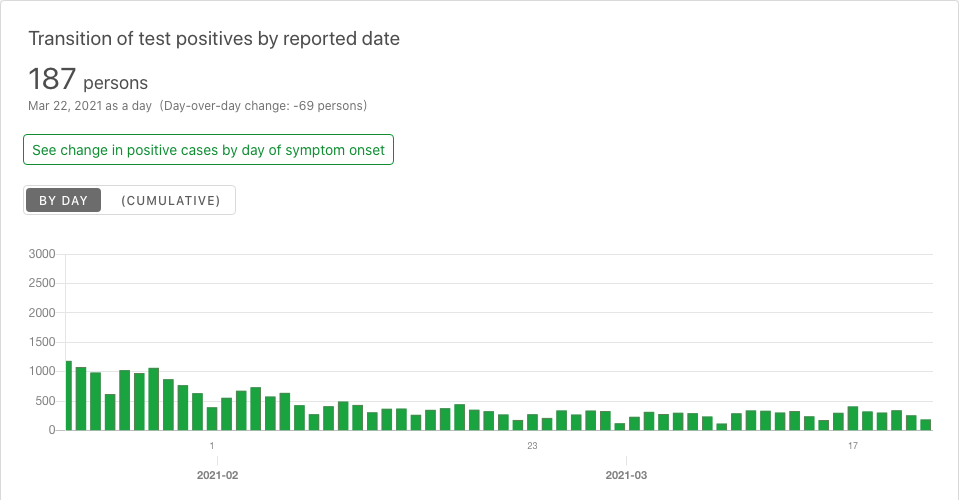 Transition of test positives by reported date
187 persons
Mar 22, 2021 as a day (Day-over-day change: -69 persons)
See change in positive cases by day of symptom onset
BY DAY (CUMULATIVE)
3000
2500
2000
1500
1000
500
0
1 23 17
2021-02 2021-03